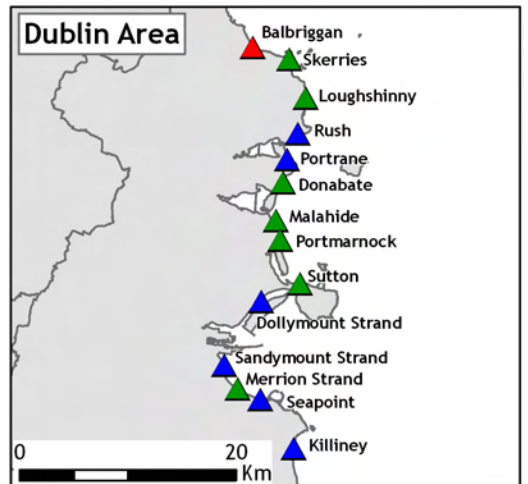 Dublin Area
Balbriggan
Skerries
Loughshinny
Rush
Portrane
Donabate
Malahide
Portmarnock
Sutton
Dollymount Strand
Sandymount Strand
Merrion Strand
Seapoint
Killiney
0 20
Km